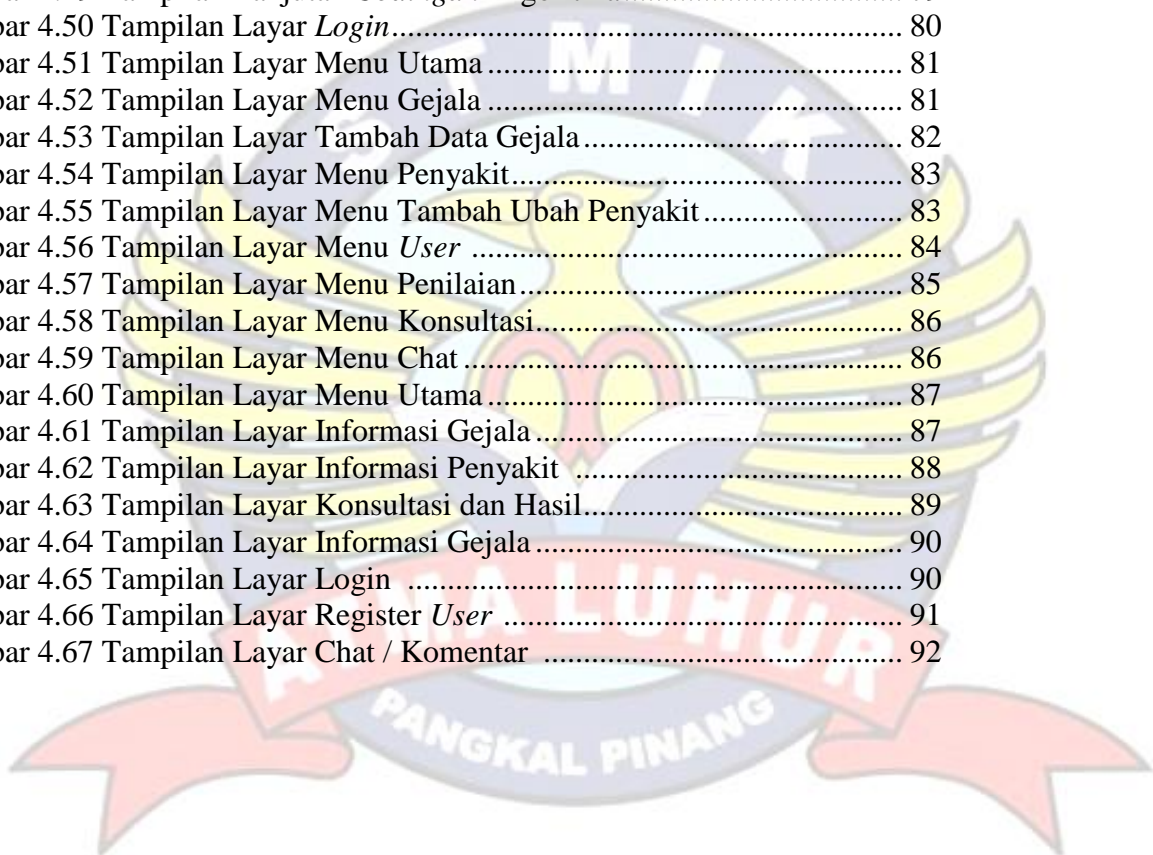 bar 4.50 Tampilan Layar Login.................................................................. 80
bar 4.51 Tampilan Layar Menu Utama...................................................... 81
bar 4.52 Tampilan Layar Menu Gejala...................................................... 81
bar 4.53 Tampilan Layar Tambah Data Gejala......................................... 82
bar 4.54 Tampilan Layar Menu Penyakit.................................................. 83
bar 4.55 Tampilan Layar Menu Tambah Ubah Penyakit.......................... 83
bar 4.56 Tampilan Layar Menu User ........................................................ 84
bar 4.57 Tampilan Layar Menu Penilaian................................................. 85
bar 4.58 Tampilan Layar Menu Konsultasi............................................... 86
bar 4.59 Tampilan Layar Menu Chat......................................................... 86
bar 4.60 Tampilan Layar Menu Utama...................................................... 87
bar 4.61 Tampilan Layar Informasi Gejala............................................... 87
bar 4.62 Tampilan Layar Informasi Penyakit ........................................... 88
bar 4.63 Tampilan Layar Konsultasi dan Hasil......................................... 89
bar 4.64 Tampilan Layar Informasi Gejala............................................... 90
bar 4.65 Tampilan Layar Login ................................................................ 90
bar 4.66 Tampilan Layar Register User .................................................... 91
bar 4.67 Tampilan Layar Chat / Komentar ............................................... 92
STMIK
ATMA LUHUR
PANGKAL PINANG